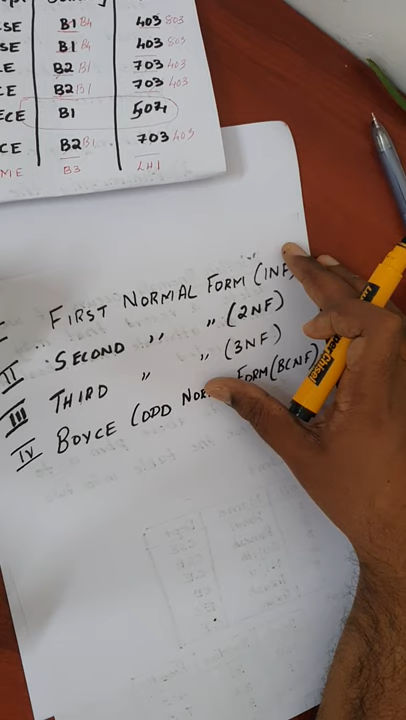 SE B1 B4 403 803
SE B1 B4 403 803
E B2 B1 703 403
E B2 B1 703 403
ECE B1 507
CE B2 B1 703 403
ME B3 LH1
I FIRST NORMAL FORM (1NF)
II SECOND " " (2NF)
III THIRD " " (3NF)
IV BOYCE CODD NOR FORM (BCNF)